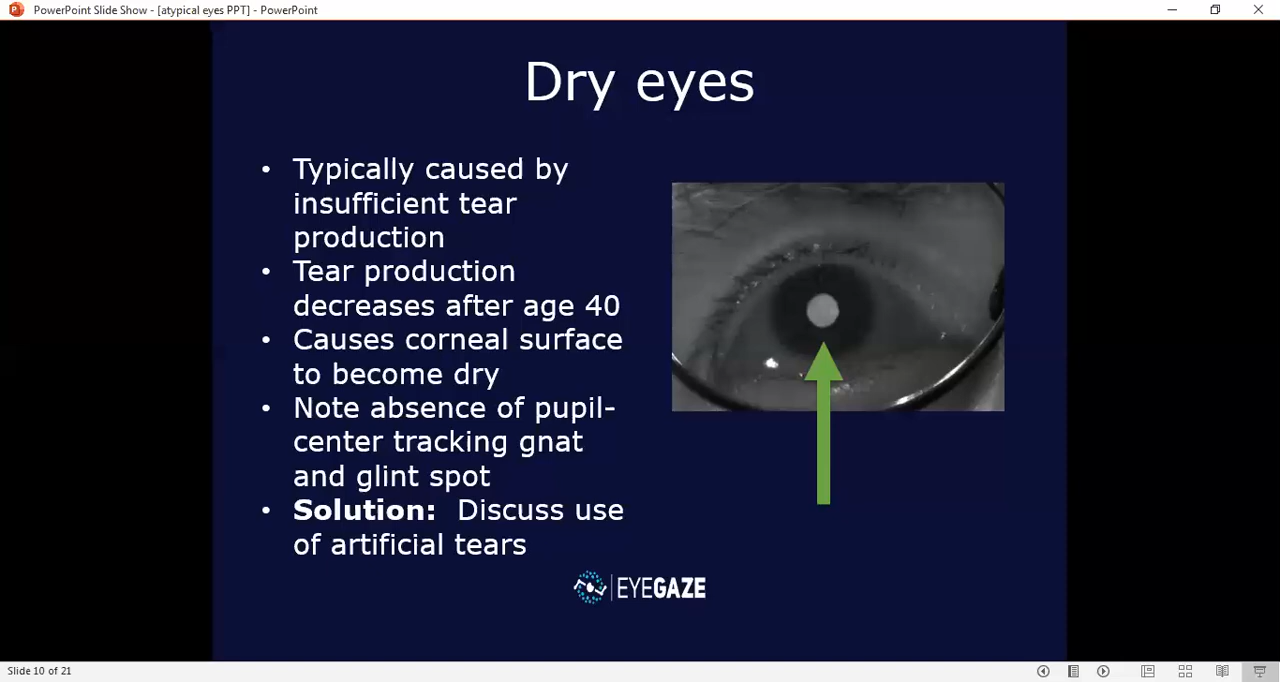 PowerPoint Slide Show - [atypical eyes PPT] - PowerPoint
Dry eyes
• Typically caused by
insufficient tear
production
• Tear production
decreases after age 40
• Causes corneal surface
to become dry
• Note absence of pupil-
center tracking gnat
and glint spot
• Solution: Discuss use
of artificial tears
EYEGAZE
Slide 10 of 21